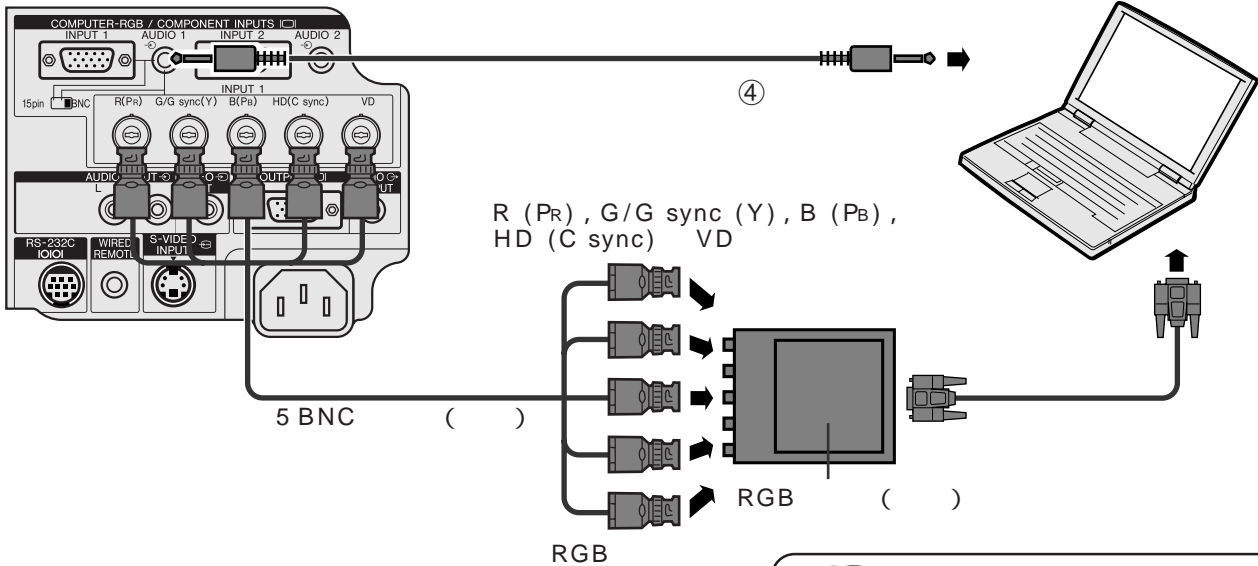 COMPUTER-RGB / COMPONENT INPUTS
INPUT 1 AUDIO 1 INPUT 2 AUDIO 2
INPUT 1
15pin BNC
R(PR) G/G sync(Y) B(PB) HD(C sync) VD
L
RS-232C
IOIOI
WIRED
REMOTE
S-VIDEO
INPUT
④
R (PR) , G/G sync (Y) , B (PB) ,
HD (C sync) VD
5 BNC ( )
RGB ( )
RGB